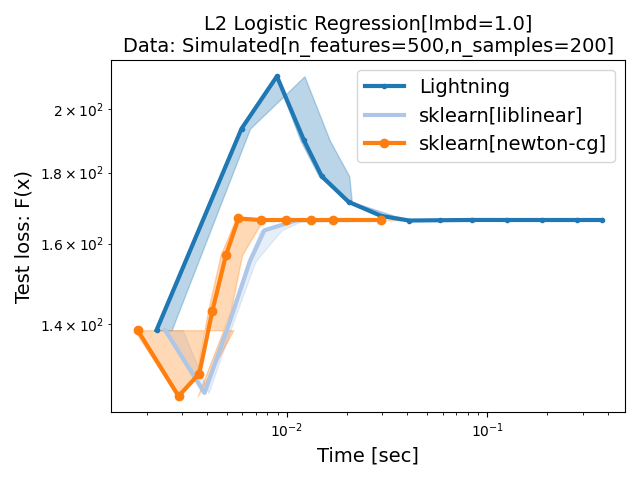 L2 Logistic Regression[lmbd=1.0]
Data: Simulated[n_features=500,n_samples=200]
Lightning
sklearn[liblinear]
sklearn[newton-cg]
Test loss: F(x)
2 × 10²
1.8 × 10²
1.6 × 10²
1.4 × 10²
10⁻²
10⁻¹
Time [sec]